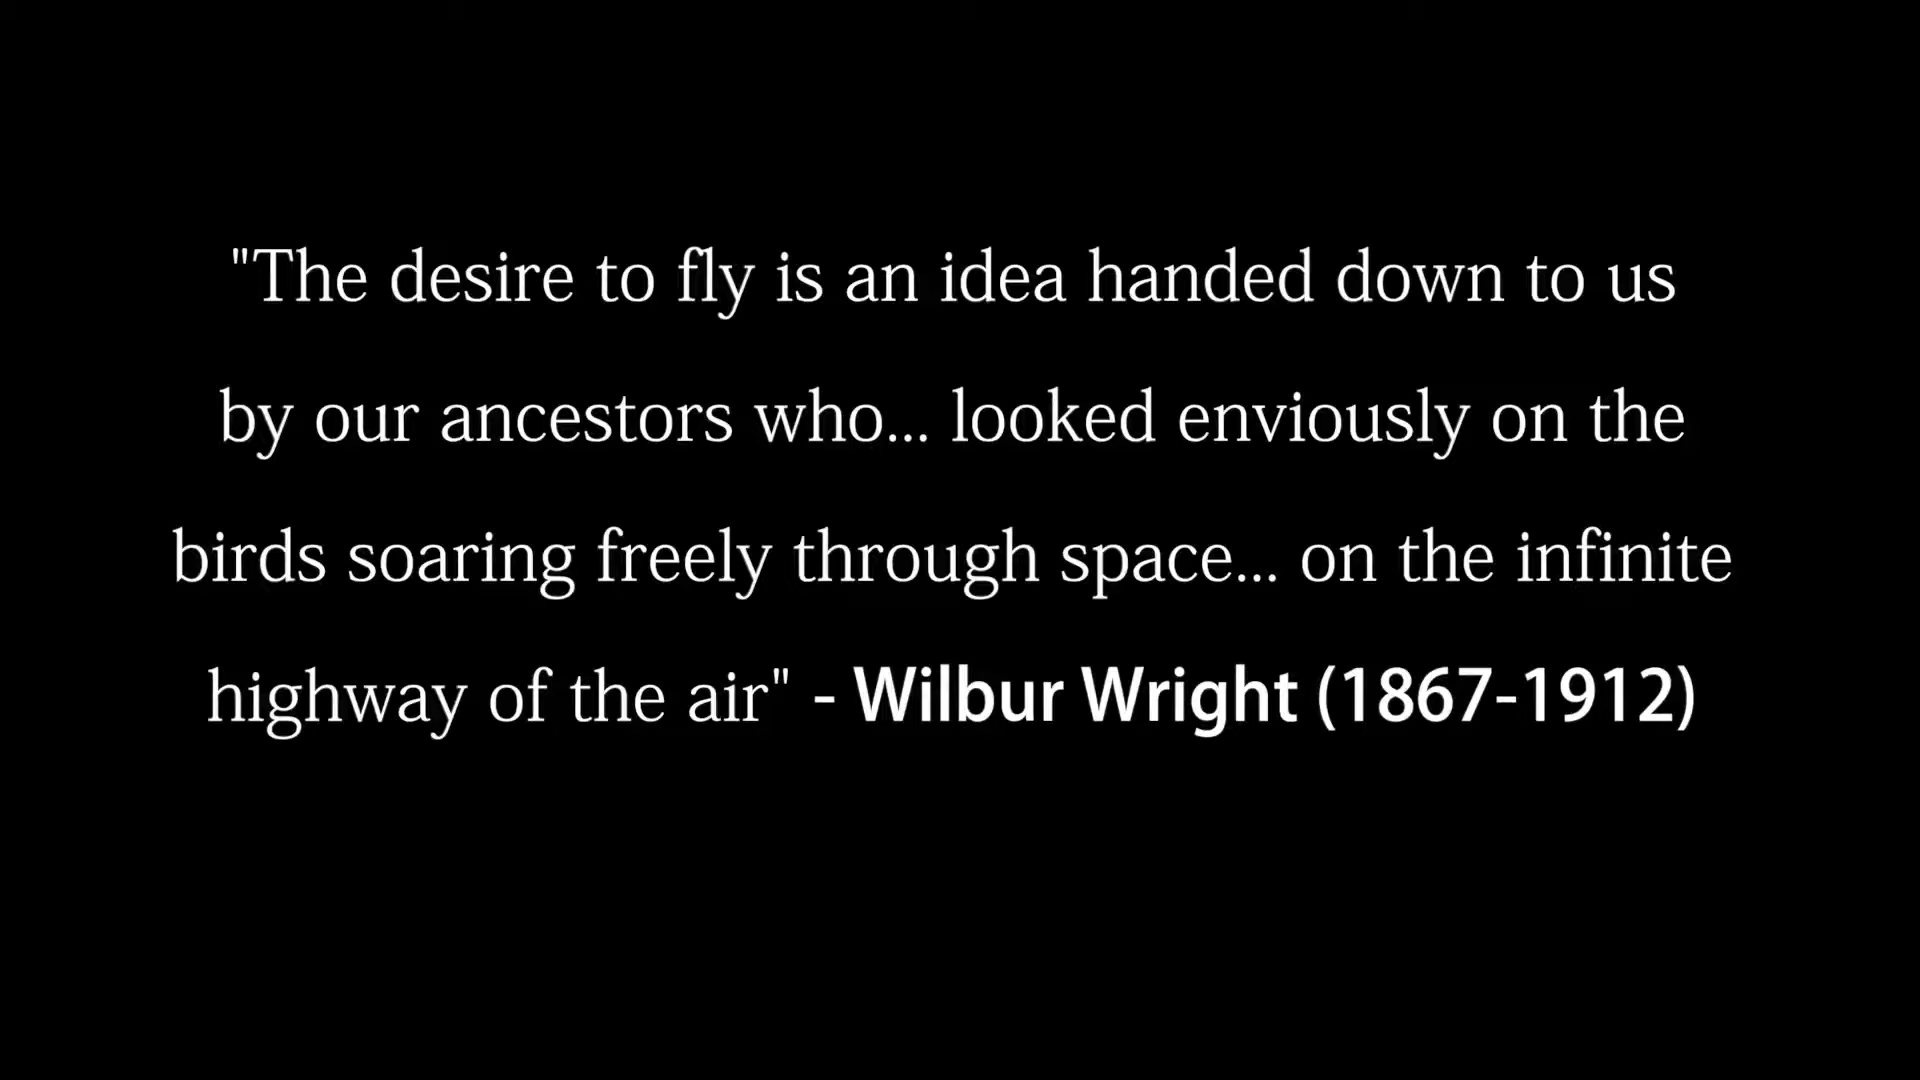 "The desire to fly is an idea handed down to us
by our ancestors who... looked enviously on the
birds soaring freely through space... on the infinite
highway of the air" - Wilbur Wright (1867-1912)